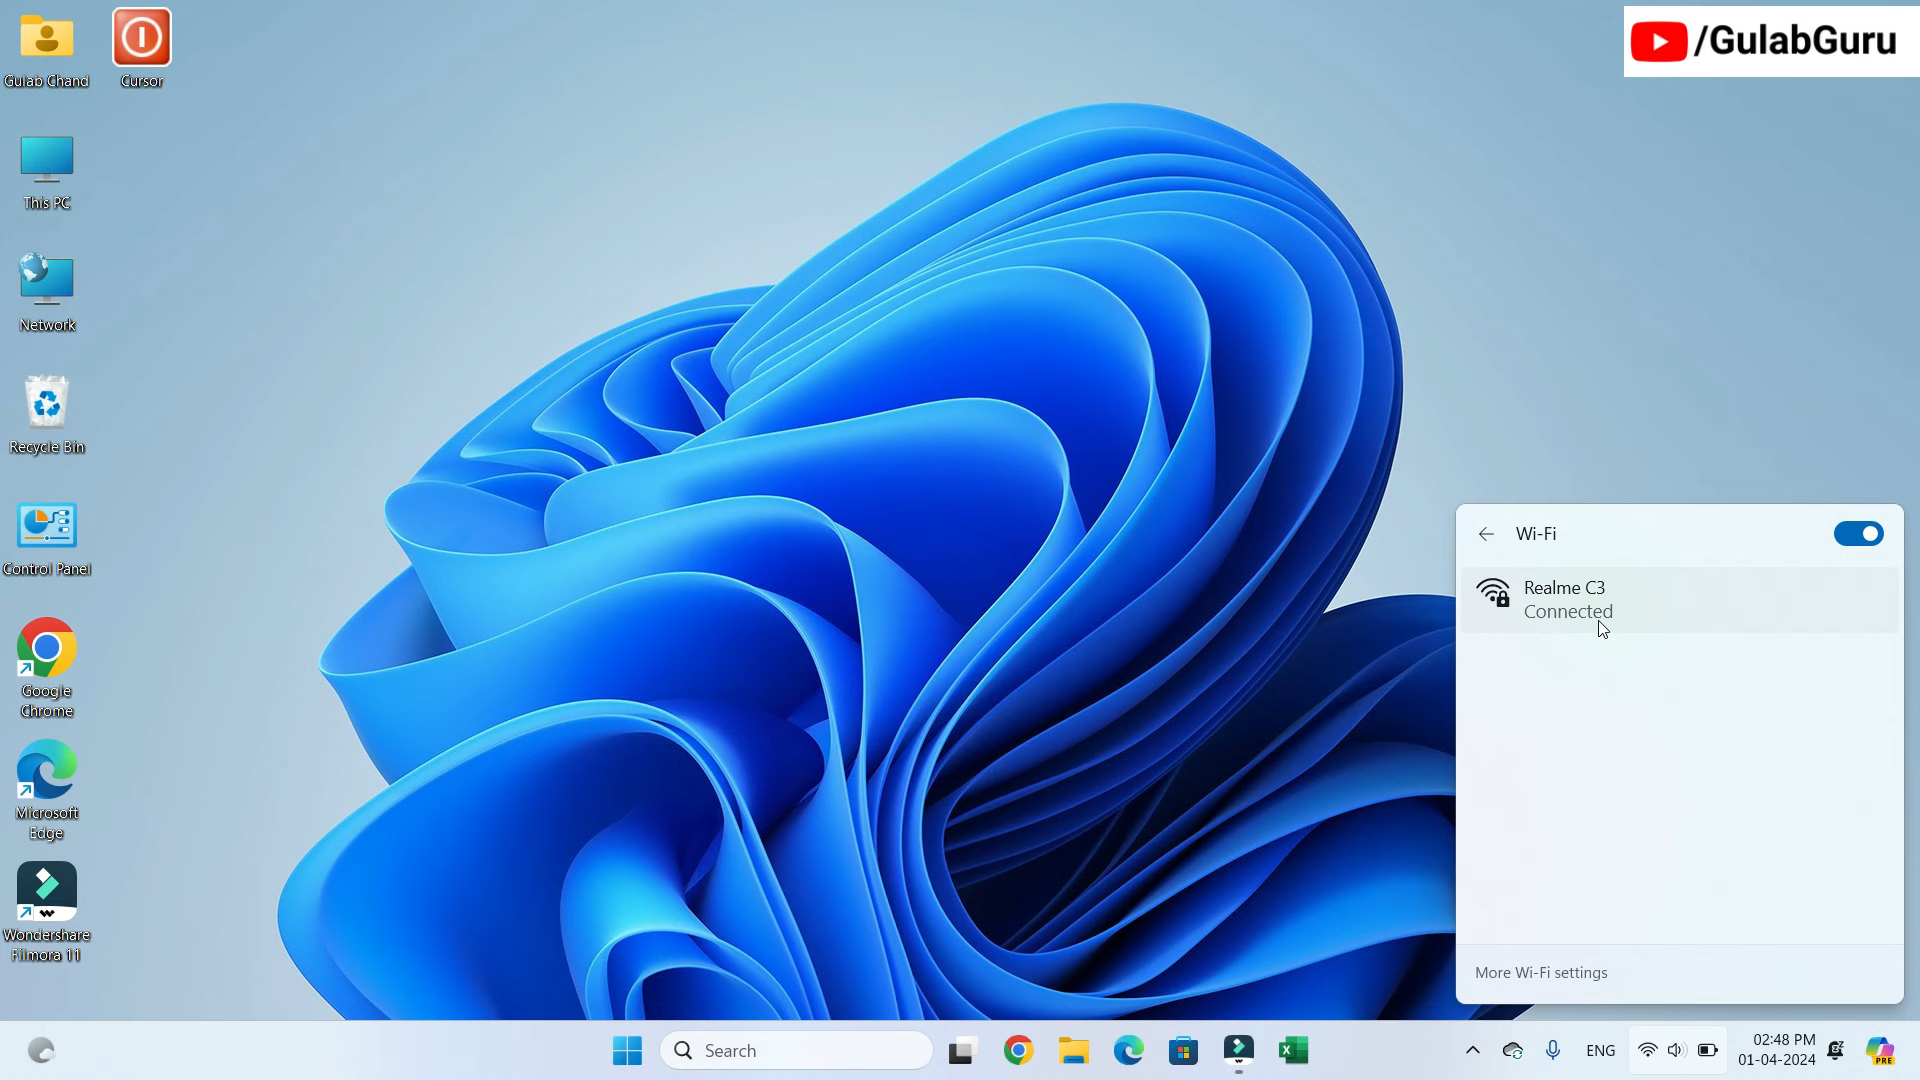 /GulabGuru
Gulab Chand
Cursor
This PC
Network
Recycle Bin
Control Panel
Google
Chrome
Microsoft
Edge
Wondershare
Filmora 11
Wi-Fi
Realme C3
Connected
More Wi-Fi settings
Search
ENG
02:48 PM
01-04-2024
PRE